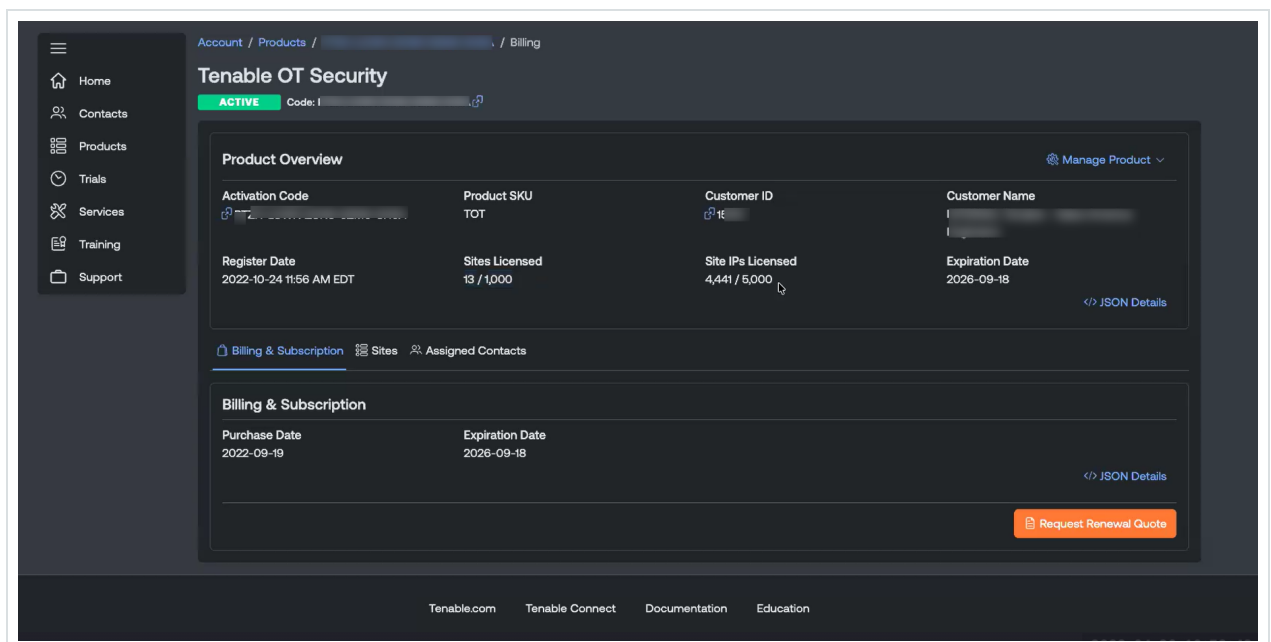 Account / Products / / Billing
Tenable OT Security
ACTIVE Code:
Home
Contacts
Products
Trials
Services
Training
Support
Product Overview
Manage Product
Activation Code Product SKU Customer ID Customer Name
TOT
Register Date Sites Licensed Site IPs Licensed Expiration Date
2022-10-24 11:56 AM EDT 13 / 1,000 4,441 / 5,000 2026-09-18
</> JSON Details
Billing & Subscription Sites Assigned Contacts
Billing & Subscription
Purchase Date Expiration Date
2022-09-19 2026-09-18
</> JSON Details
Request Renewal Quote
Tenable.com Tenable Connect Documentation Education